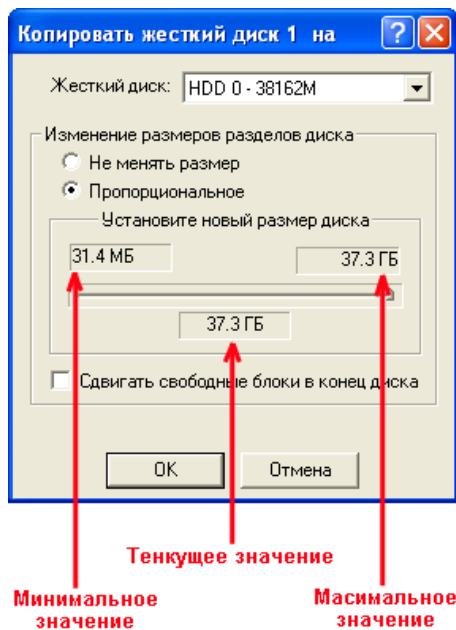 Копировать жесткий диск 1 на
Жесткий диск: HDD 0 - 38162M
Изменение размеров разделов диска
Не менять размер
Пропорциональное
Установите новый размер диска
31.4 МБ 37.3 ГБ
37.3 ГБ
Сдвигать свободные блоки в конец диска
OK Отмена
Тенкущее значение
Минимальное значение
Масимальное значение